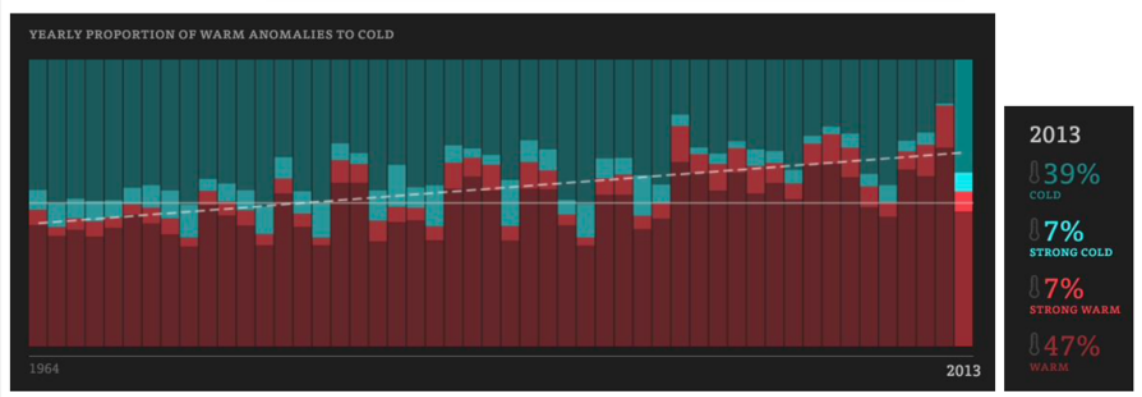 YEARLY PROPORTION OF WARM ANOMALIES TO COLD
1964
2013
2013
39%
COLD
7%
STRONG COLD
7%
STRONG WARM
47%
WARM